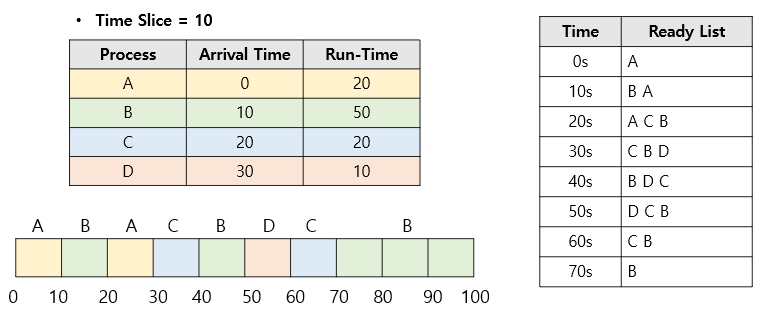 • Time Slice = 10
Process Arrival Time Run-Time
A 0 20
B 10 50
C 20 20
D 30 10
A B A C B D C B
0 10 20 30 40 50 60 70 80 90 100
Time Ready List
0s A
10s B A
20s A C B
30s C B D
40s B D C
50s D C B
60s C B
70s B